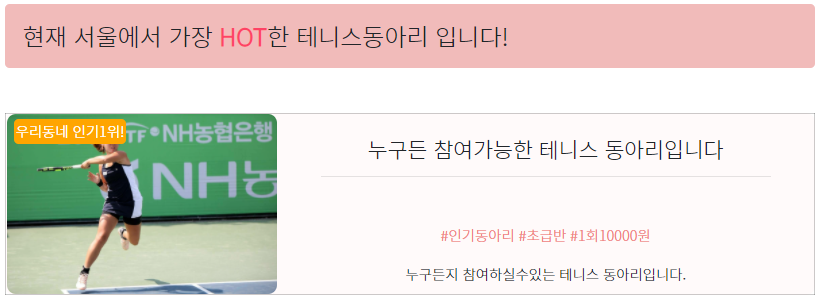 현재 서울에서 가장 HOT한 테니스동아리 입니다!
우리동네 인기1위!
TF NH농협은행
NH농
누구든 참여가능한 테니스 동아리입니다
#인기동아리 #초급반 #1회10000원
누구든지 참여하실수있는 테니스 동아리입니다.